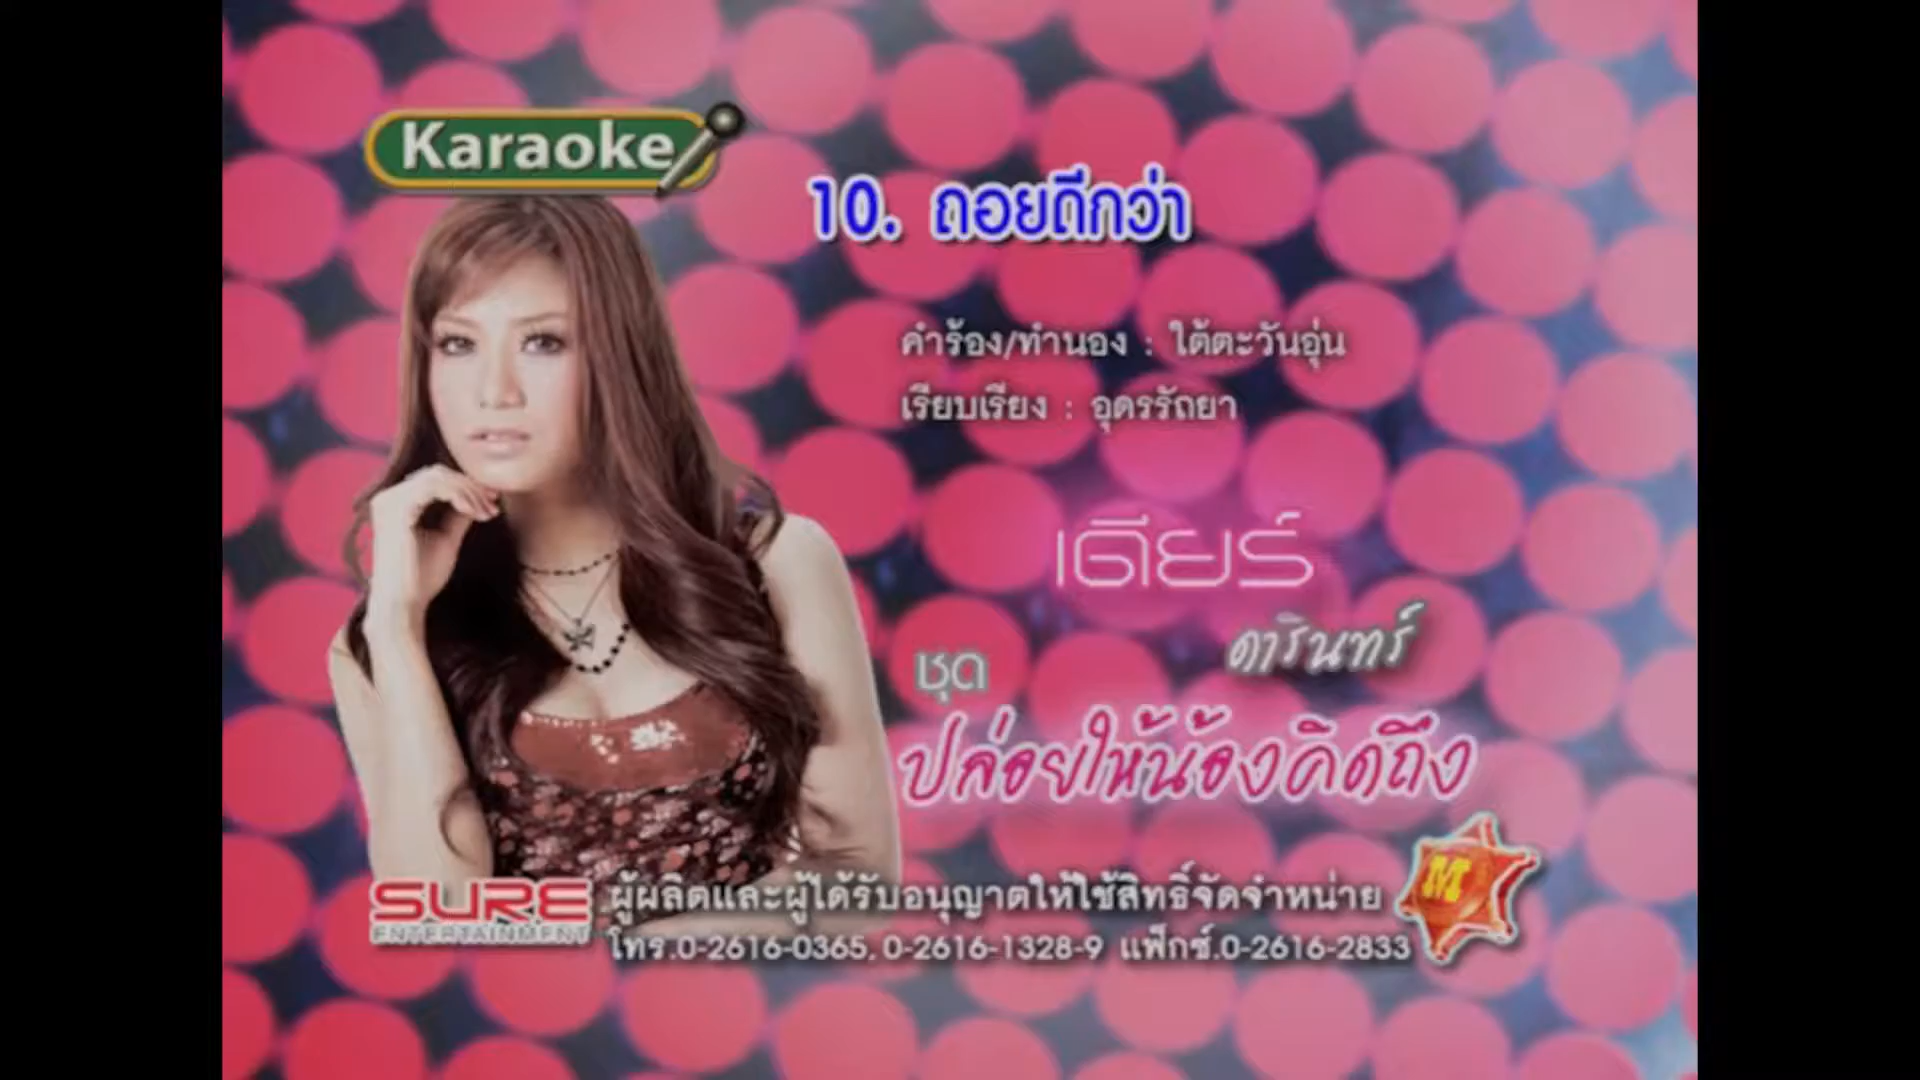 Karaoke
10. ถอยดีกว่า
คำร้อง/ทำนอง : ใต้ตะวันอุ่น
เรียบเรียง : อุดรรัถยา
เดียร์
ดารินทร์
ชุด
ปล่อยให้น้องคิดถึง
SURE ENTERTAINMENT
ผู้ผลิตและผู้ได้รับอนุญาตให้ใช้สิทธิ์จัดจำหน่าย
โทร.0-2616-0365, 0-2616-1328-9 แฟ็กซ์.0-2616-2833
M